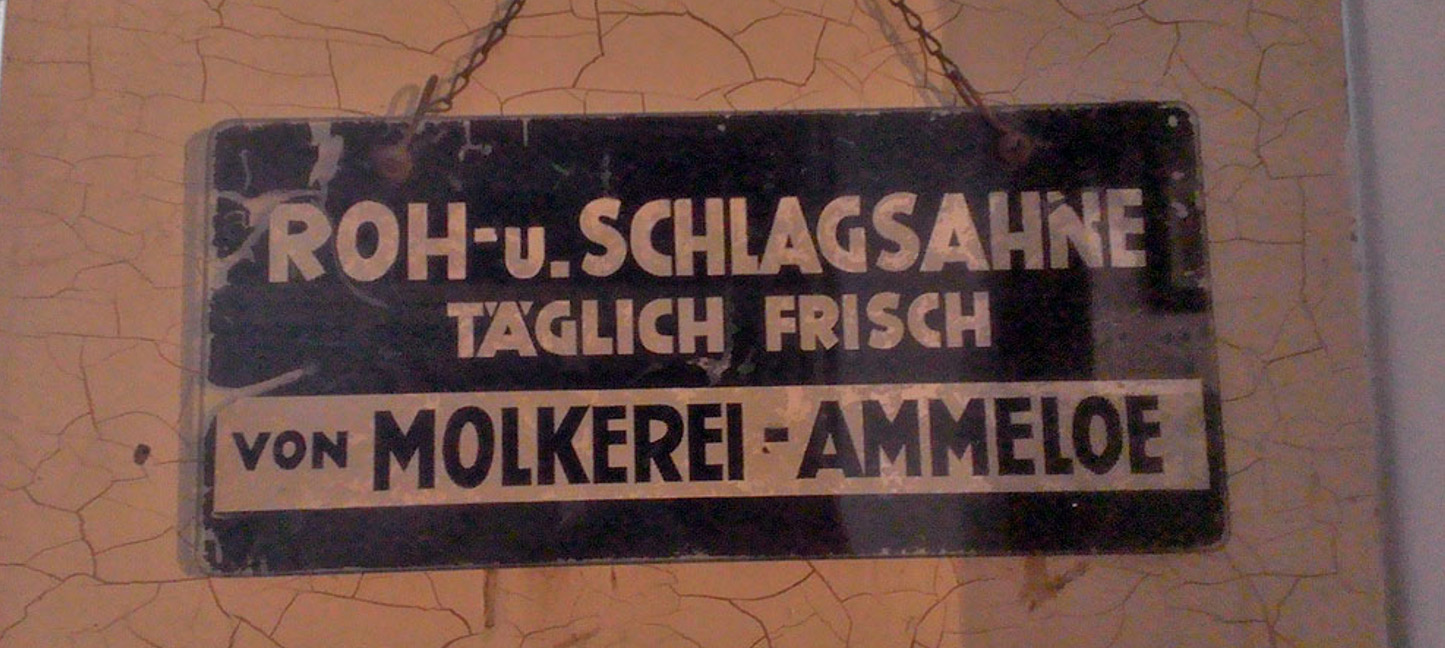 ROH-u. SCHLAGSAHNE
TÄGLICH FRISCH
VON MOLKEREI-AMMELOE